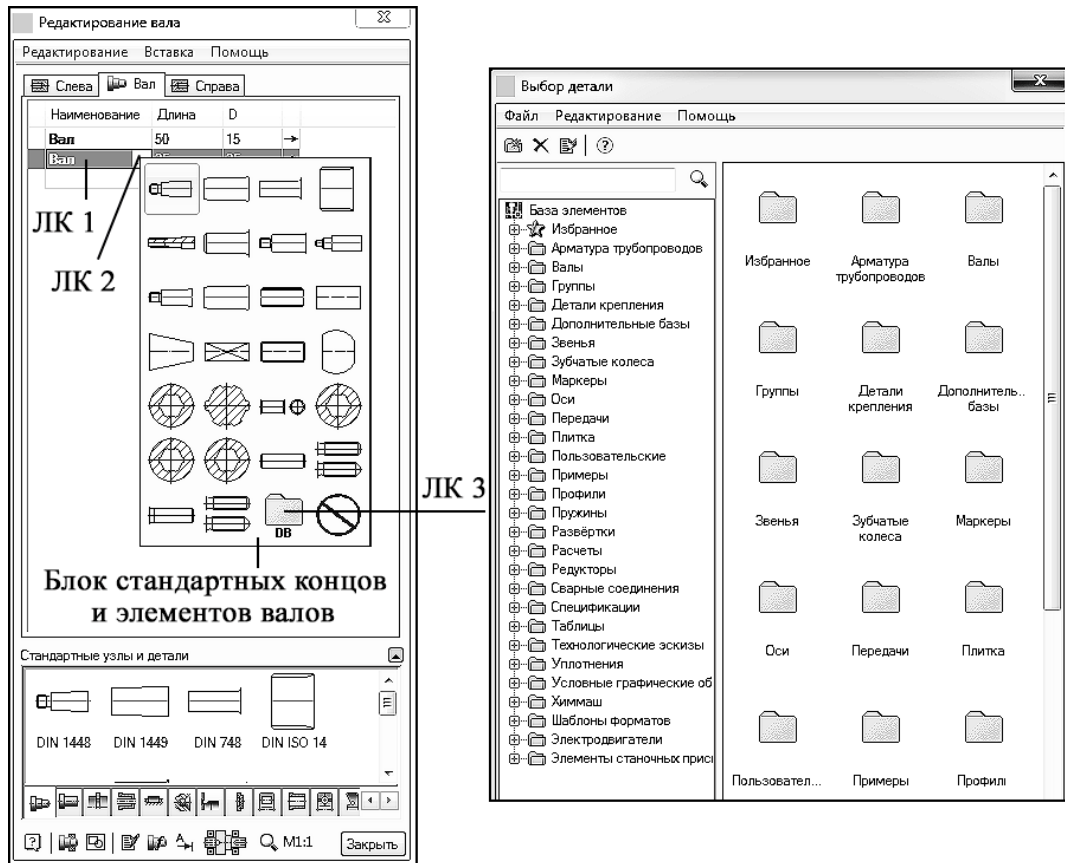 Редактирование вала
Редактирование Вставка Помощь
Слева Вал Справа
Наименование Длина D
Вал 50 15
Вал
ЛК 1
ЛК 2
DB
ЛК 3
Блок стандартных концов
и элементов валов
Стандартные узлы и детали
DIN 1448 DIN 1449 DIN 748 DIN ISO 14
M1:1 Закрыть
Выбор детали
Файл Редактирование Помощь
База элементов
Избранное
Арматура трубопроводов
Валы
Группы
Детали крепления
Дополнительные базы
Звенья
Зубчатые колеса
Маркеры
Оси
Передачи
Плитка
Пользовательские
Примеры
Профили
Пружины
Развёртки
Расчеты
Редукторы
Сварные соединения
Спецификации
Таблицы
Технологические эскизы
Уплотнения
Условные графические об
Химмаш
Шаблоны форматов
Электродвигатели
Элементы станочных присп
Избранное Арматура Валы
трубопроводов
Группы Детали Дополнитель..
крепления базы
Звенья Зубчатые Маркеры
колеса
Оси Передачи Плитка
Пользовател... Примеры Профили